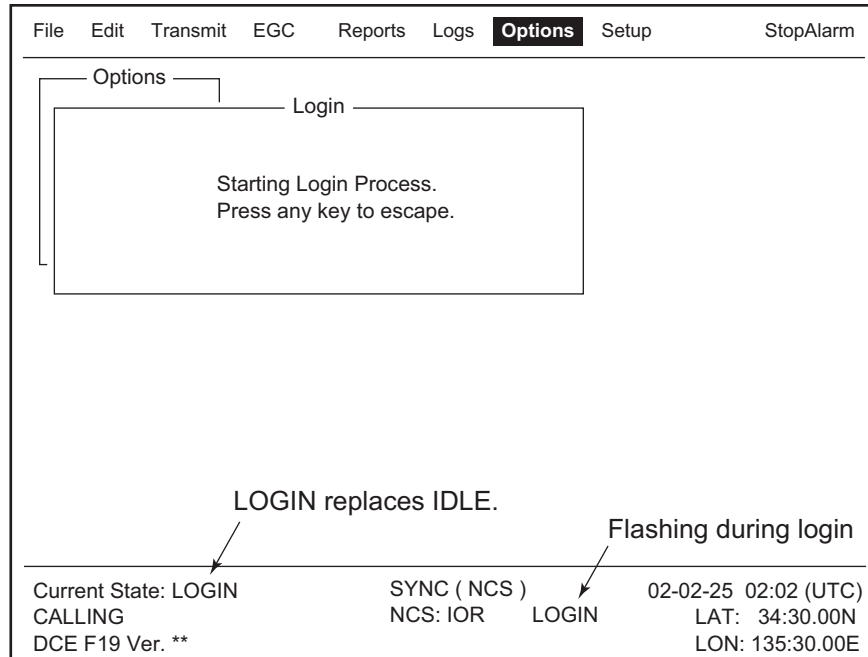 File Edit Transmit EGC Reports Logs Options Setup StopAlarm
Options
Login
Starting Login Process.
Press any key to escape.
LOGIN replaces IDLE.
Flashing during login
Current State: LOGIN SYNC ( NCS ) 02-02-25 02:02 (UTC)
CALLING NCS: IOR LOGIN LAT: 34:30.00N
DCE F19 Ver. ** LON: 135:30.00E